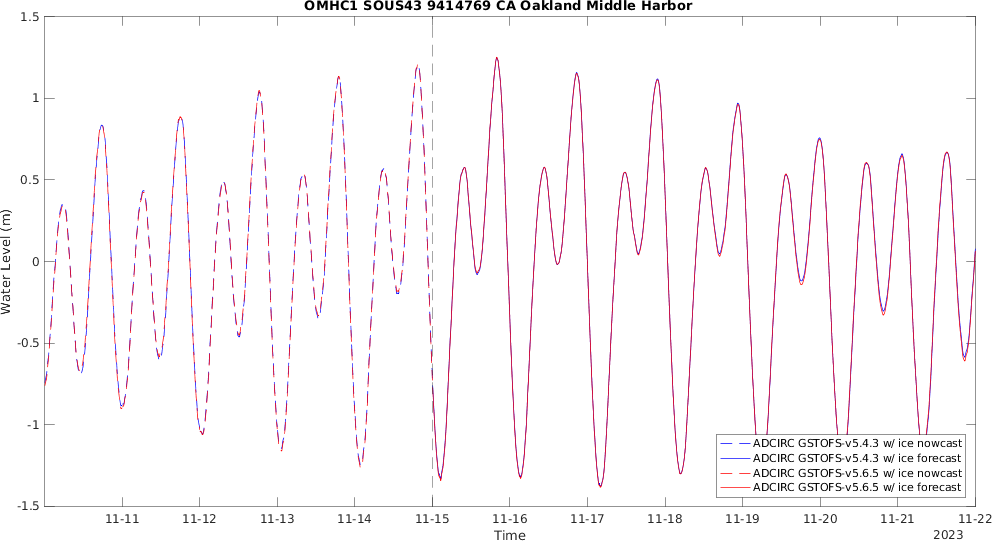 OMHC1 SOUS43 9414769 CA Oakland Middle Harbor
1.5
1
0.5
0
-0.5
-1
-1.5
Water Level (m)
11-11 11-12 11-13 11-14 11-15 11-16 11-17 11-18 11-19 11-20 11-21 11-22
Time
2023
ADCIRC GSTOFS-v5.4.3 w/ ice nowcast
ADCIRC GSTOFS-v5.4.3 w/ ice forecast
ADCIRC GSTOFS-v5.6.5 w/ ice nowcast
ADCIRC GSTOFS-v5.6.5 w/ ice forecast